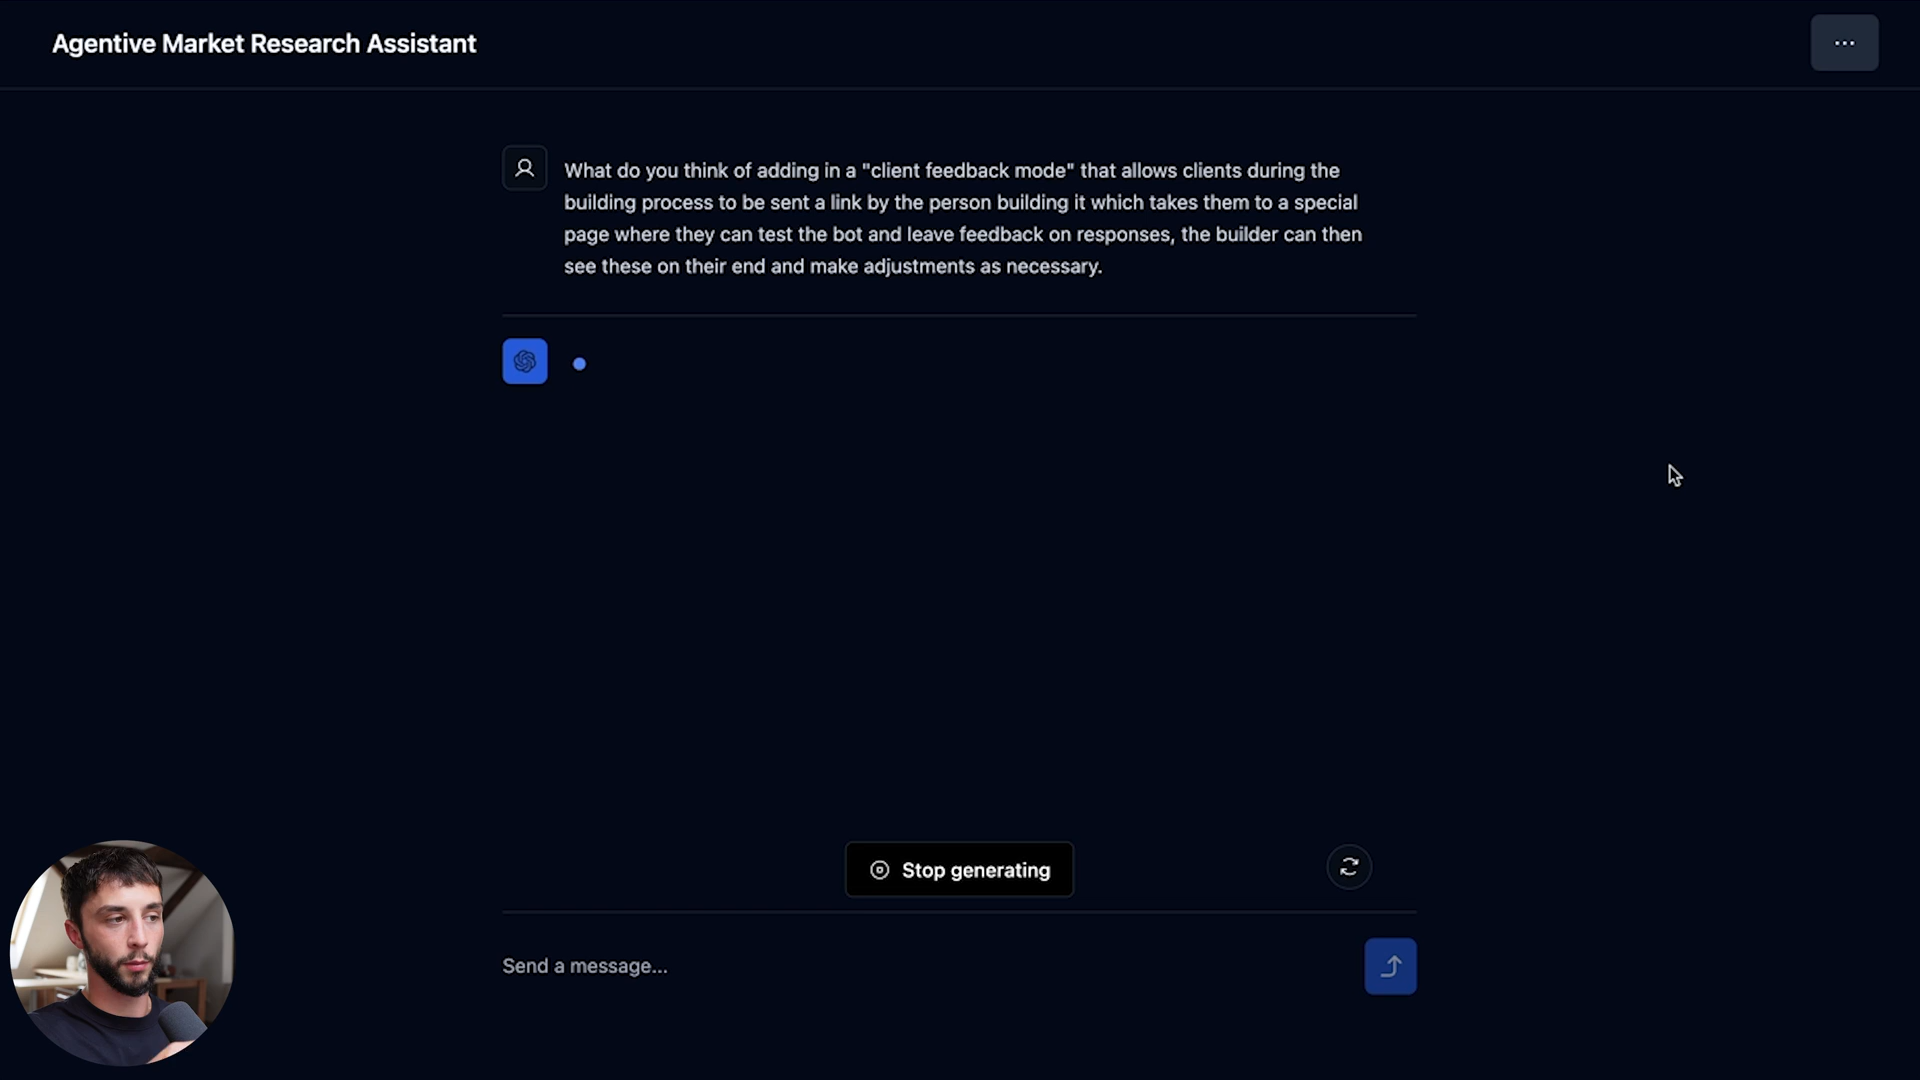 Agentive Market Research Assistant
What do you think of adding in a "client feedback mode" that allows clients during the
building process to be sent a link by the person building it which takes them to a special
page where they can test the bot and leave feedback on responses, the builder can then
see these on their end and make adjustments as necessary.
Stop generating
Send a message...